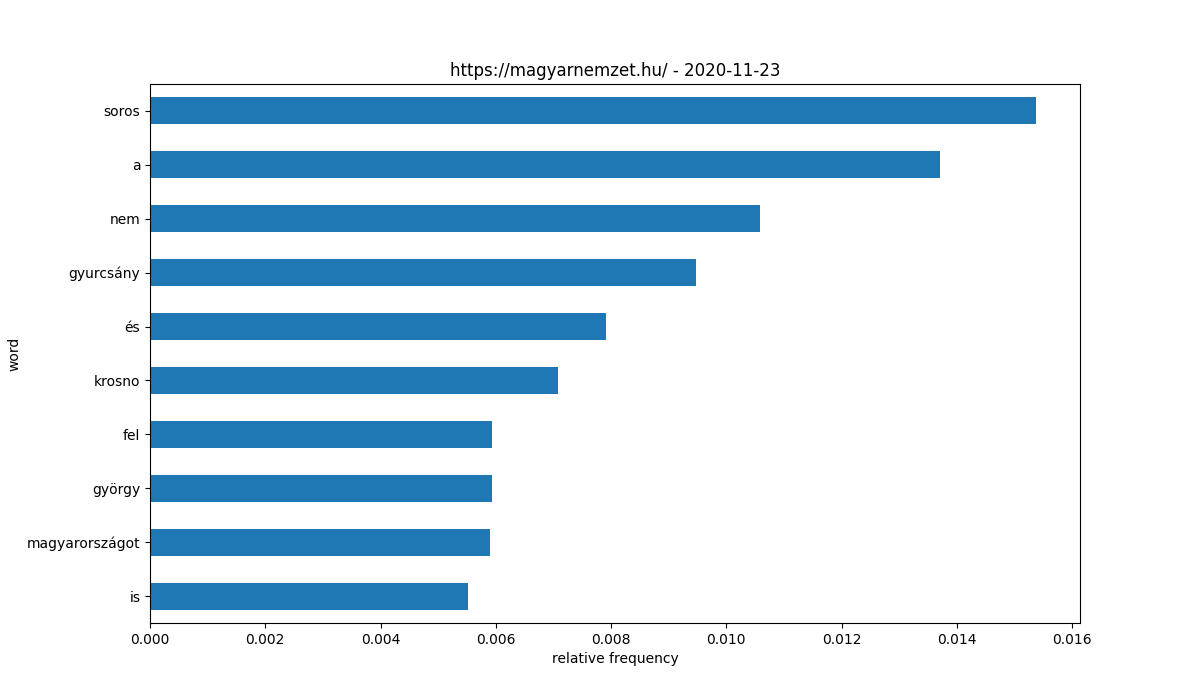 https://magyarnemzet.hu/ - 2020-11-23
word
soros
a
nem
gyurcsány
és
krosno
fel
györgy
magyarországot
is
0.000 0.002 0.004 0.006 0.008 0.010 0.012 0.014 0.016
relative frequency